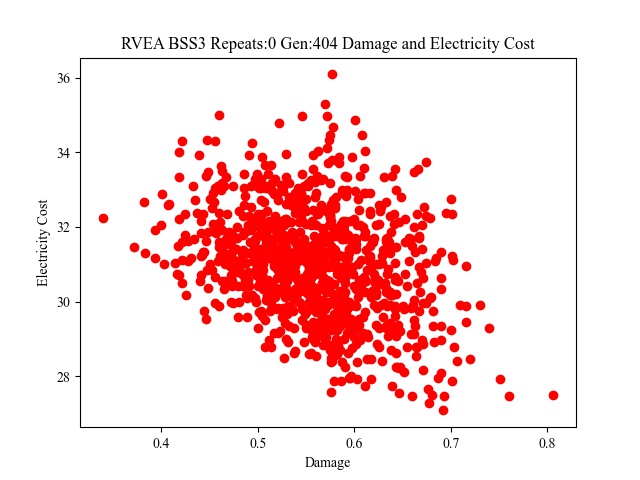 RVEA BSS3 Repeats:0 Gen:404 Damage and Electricity Cost
36
34
32
30
28
Electricity Cost
0.4 0.5 0.6 0.7 0.8
Damage